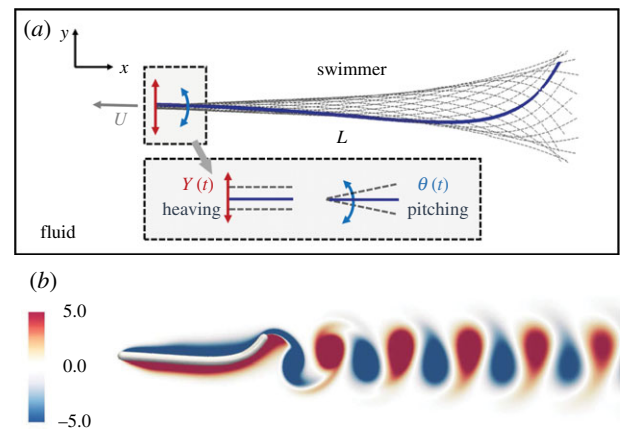 (a)
y
x
swimmer
U
L
Y (t)
θ (t)
heaving
pitching
fluid
(b)
5.0
0.0
−5.0